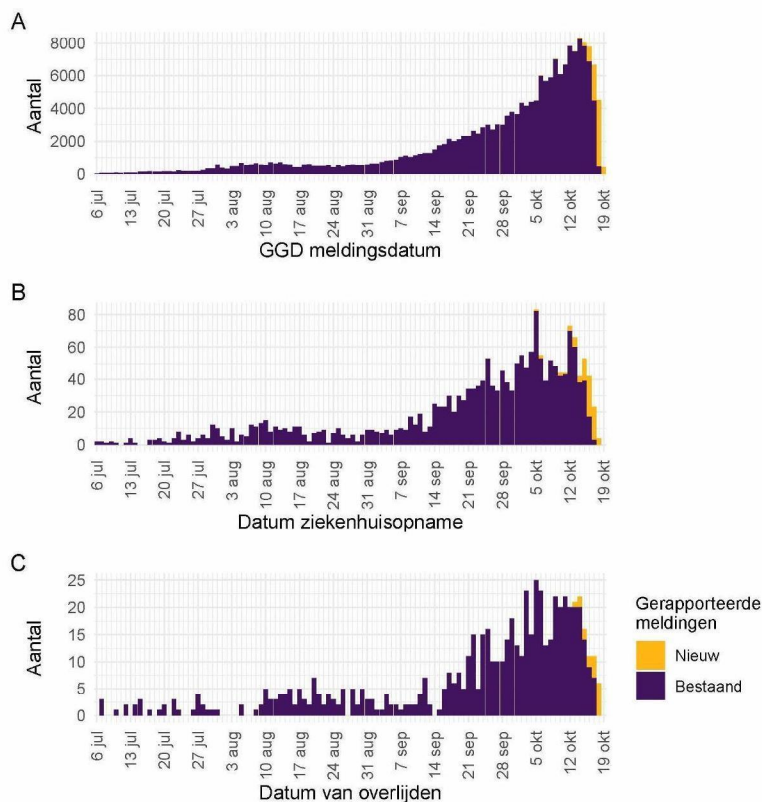 A
8000
6000
4000
2000
0
Aantal
6 jul
13 jul
20 jul
27 jul
3 aug
10 aug
17 aug
24 aug
31 aug
7 sep
14 sep
21 sep
28 sep
5 okt
12 okt
19 okt
GGD meldingsdatum
B
80
60
40
20
0
Aantal
6 jul
13 jul
20 jul
27 jul
3 aug
10 aug
17 aug
24 aug
31 aug
7 sep
14 sep
21 sep
28 sep
5 okt
12 okt
19 okt
Datum ziekenhuisopname
C
25
20
15
10
5
0
Aantal
6 jul
13 jul
20 jul
27 jul
3 aug
10 aug
17 aug
24 aug
31 aug
7 sep
14 sep
21 sep
28 sep
5 okt
12 okt
19 okt
Datum van overlijden
Gerapporteerde
meldingen
Nieuw
Bestaand